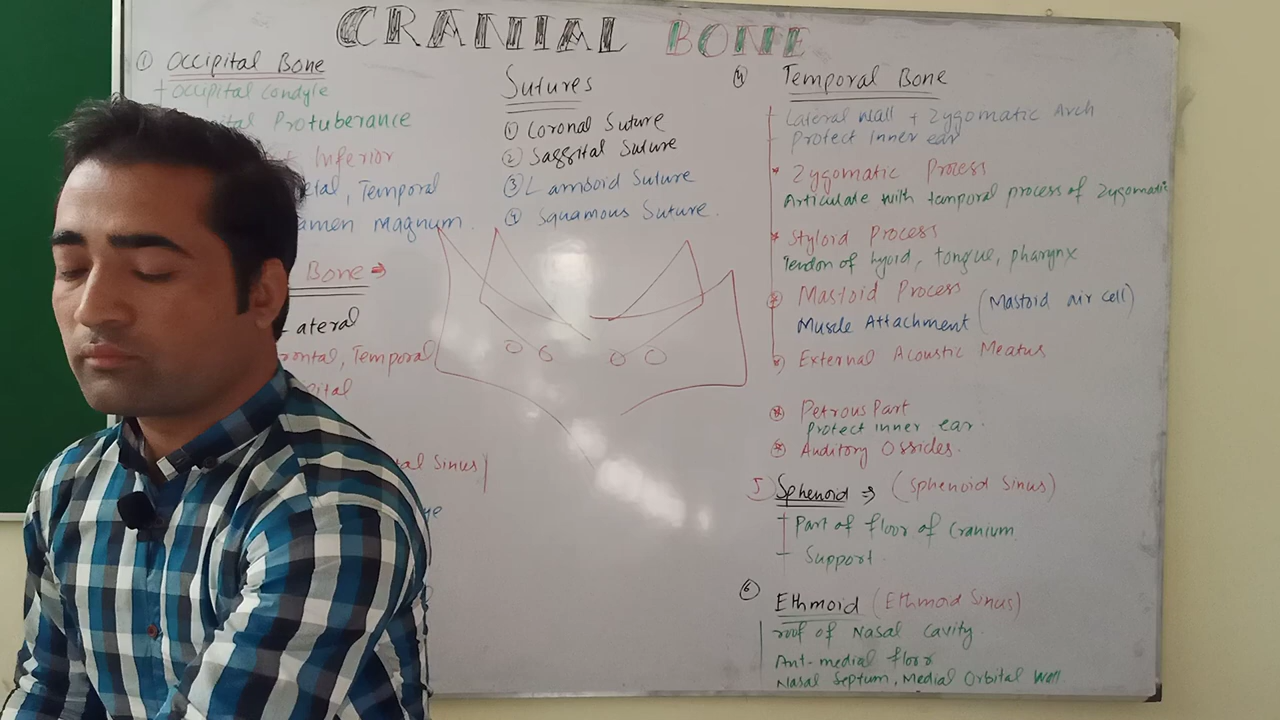 CRANIAL BONE
① Occipital Bone
+ Occipital Condyle
Protuberance
Inferior
Temporal
magnum.
Bone ⇒
Lateral
Temporal
Sinus
Sutures
① Coronal Suture
② Saggital Suture
③ Lamboid Suture
④ Squamous Suture.
④ Temporal Bone
Lateral Wall + Zygomatic Arch
Protect Inner ear
* Zygomatic Process
Articulate with temporal process of Zygomatic
* Styloid Process
Tendon of hyoid, tongue, pharynx
Mastoid Process
Muscle Attachment (Mastoid air cell)
External Acoustic Meatus
Petrous Part
Protect inner ear.
Auditory Ossicles.
5) Sphenoid ⇒ (Sphenoid Sinus)
Part of floor of Cranium
Support.
⑥ Ethmoid (Ethmoid Sinus)
roof of Nasal Cavity.
Ant-medial floor
Nasal Septum, Medial Orbital Wall